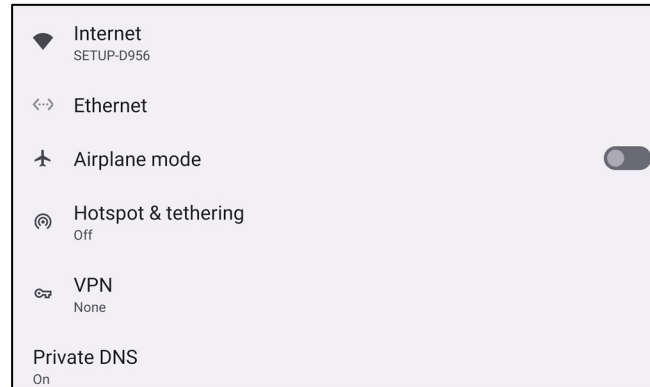 Internet
SETUP-D956
Ethernet
Airplane mode
Hotspot & tethering
Off
VPN
None
Private DNS
On